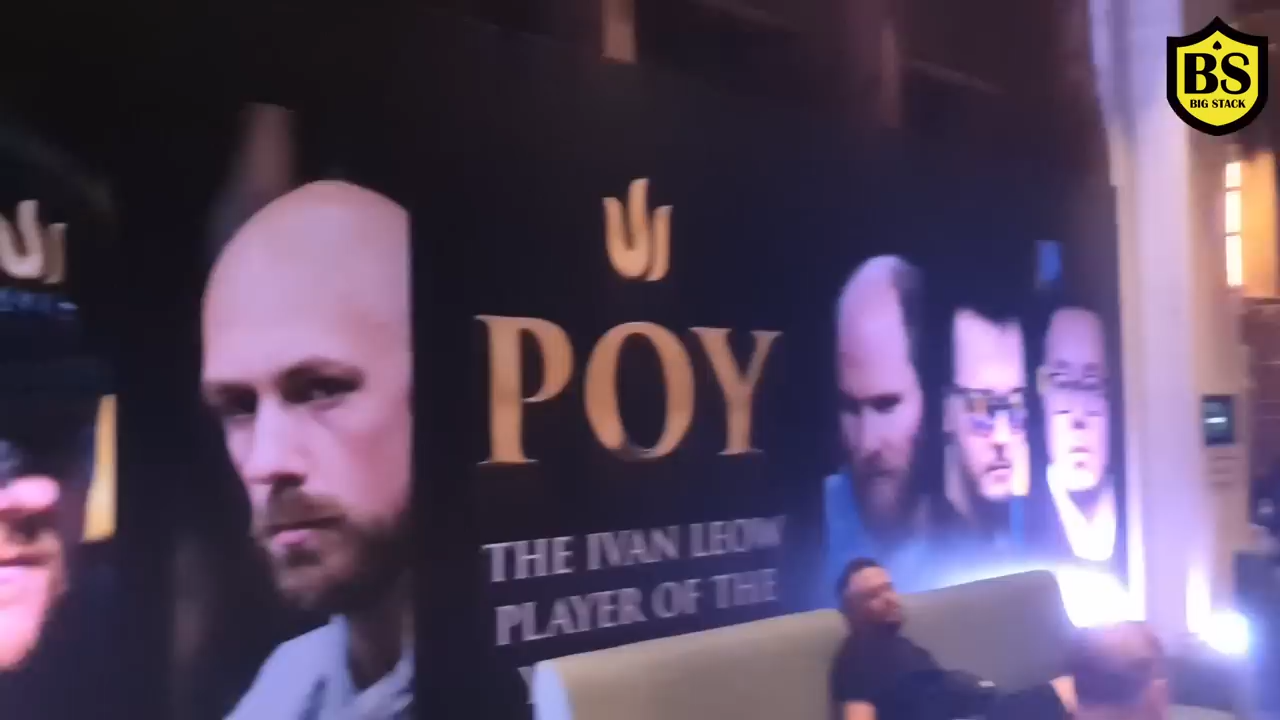 BS
BIG STACK
POY
THE IVAN LEOW
PLAYER OF THE